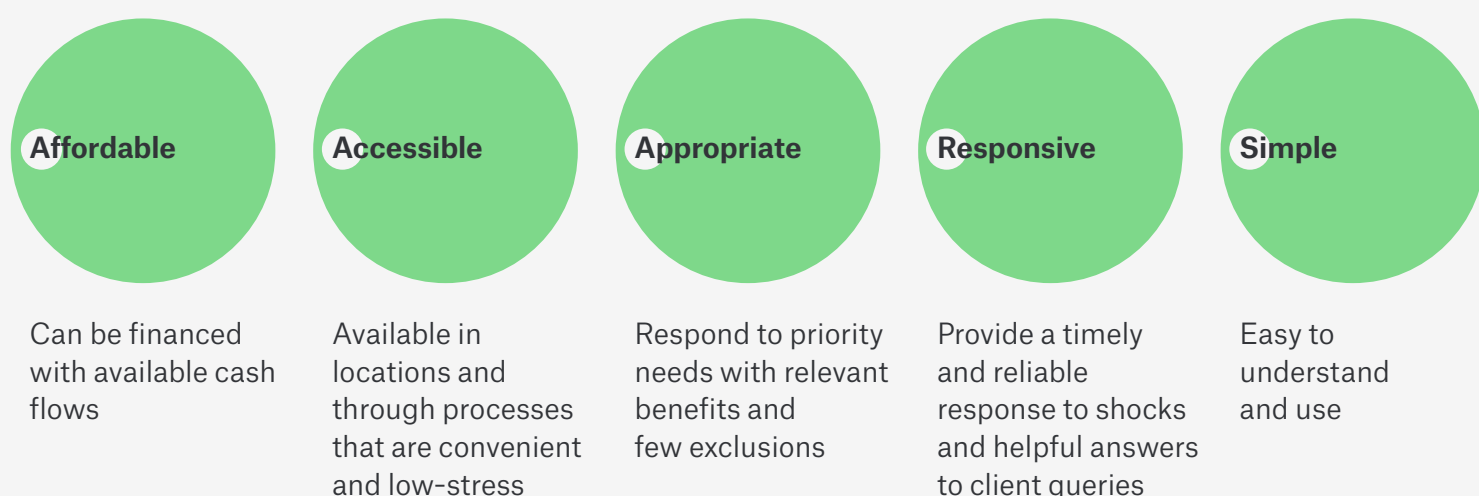 Affordable
Can be financed
with available cash
flows
Accessible
Available in
locations and
through processes
that are convenient
and low-stress
Appropriate
Respond to priority
needs with relevant
benefits and
few exclusions
Responsive
Provide a timely
and reliable
response to shocks
and helpful answers
to client queries
Simple
Easy to
understand
and use